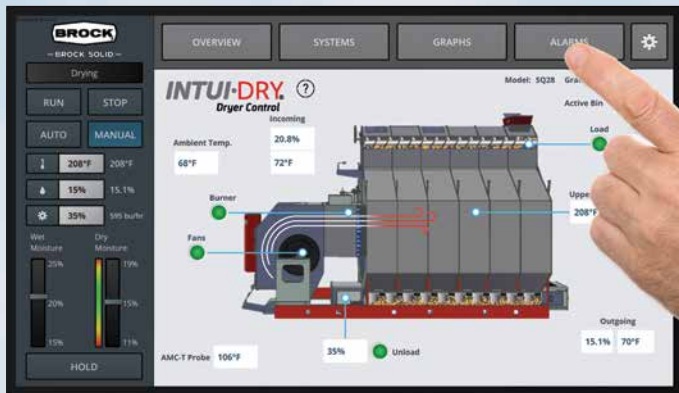 BROCK
BROCK SOLID
Drying
RUN STOP
AUTO MANUAL
208°F 208°F
15% 15.1%
35% 595 bu/hr
Wet Moisture Dry Moisture
25% 19%
20% 15%
15% 11%
HOLD
OVERVIEW SYSTEMS GRAPHS ALARMS
INTUI-DRY. ?
Dryer Control
Model: SQ28
Active Bin
Incoming
20.8%
72°F
Ambient Temp.
68°F
Load
Burner
208°F
Fans
Outgoing
15.1% 70°F
AMC-T Probe 106°F
35% Unload